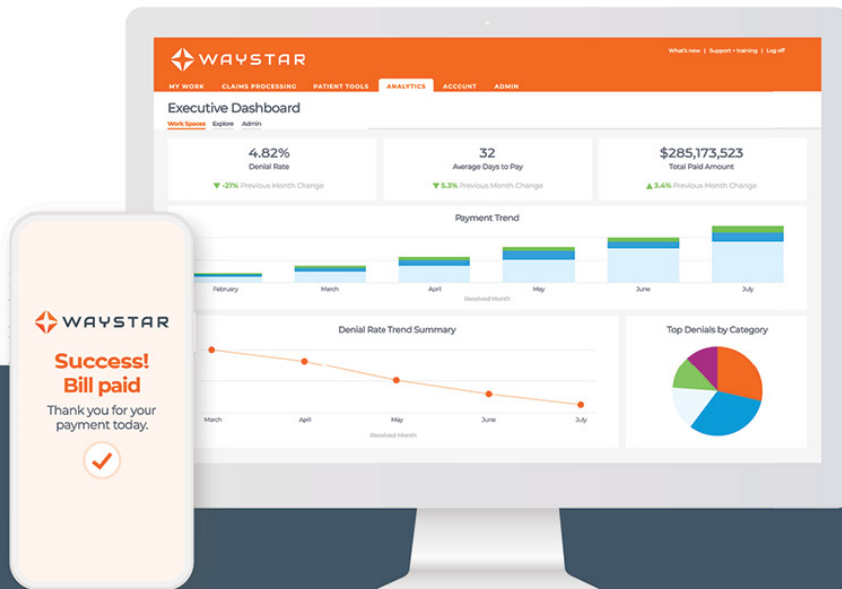 WAYSTAR
What's new | Support + training | Log off
MY WORK CLAIMS PROCESSING PATIENT TOOLS ANALYTICS ACCOUNT ADMIN
Executive Dashboard
Work Spaces Explore Admin
4.82%
Denial Rate
▼ -21% Previous Month Change
32
Average Days to Pay
▼ 5.3% Previous Month Change
$285,173,523
Total Paid Amount
▲ 3.4% Previous Month Change
Payment Trend
February March April May June July
Received Month
Denial Rate Trend Summary
March April May June July
Received Month
Top Denials by Category
WAYSTAR
Success!
Bill paid
Thank you for your
payment today.